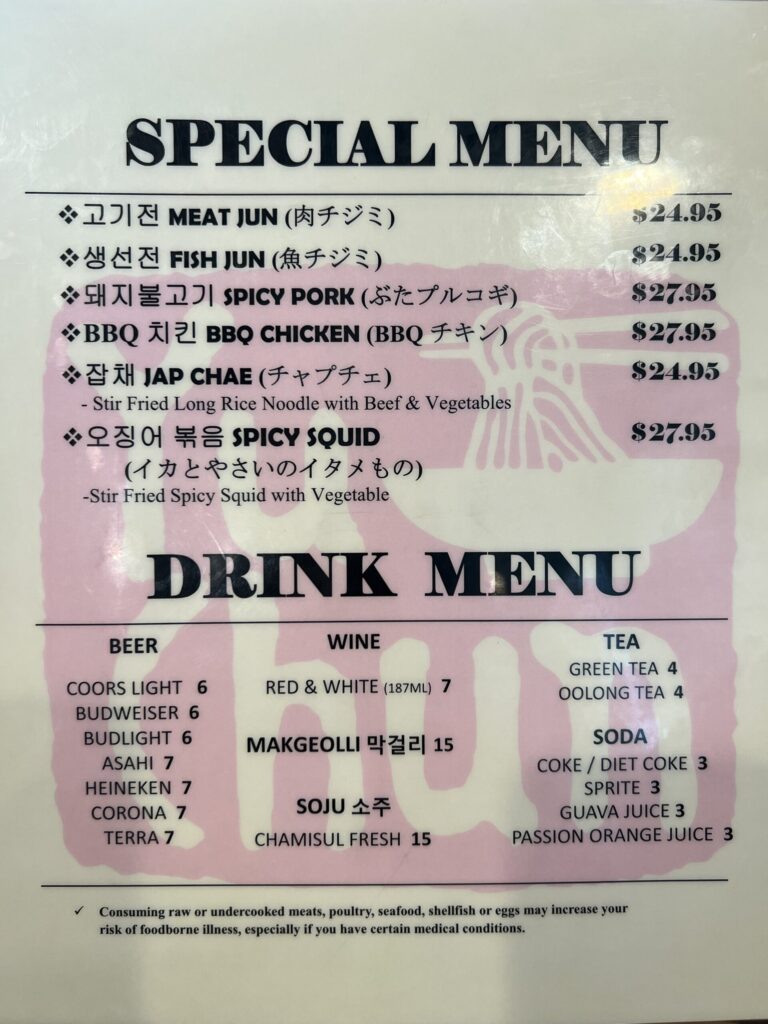 SPECIAL MENU
❖고기전 MEAT JUN (肉チジミ) $24.95
❖생선전 FISH JUN (魚チジミ) $24.95
❖돼지불고기 SPICY PORK (ぶたプルコギ) $27.95
❖BBQ 치킨 BBQ CHICKEN (BBQ チキン) $27.95
❖잡채 JAP CHAE (チャプチェ) $24.95
- Stir Fried Long Rice Noodle with Beef & Vegetables
❖오징어 볶음 SPICY SQUID $27.95
(イカとやさいのイタメもの)
-Stir Fried Spicy Squid with Vegetable
Yu Chun
DRINK MENU
BEER
COORS LIGHT 6
BUDWEISER 6
BUDLIGHT 6
ASAHI 7
HEINEKEN 7
CORONA 7
TERRA 7
WINE
RED & WHITE (187ML) 7
MAKGEOLLI 막걸리 15
SOJU 소주
CHAMISUL FRESH 15
TEA
GREEN TEA 4
OOLONG TEA 4
SODA
COKE / DIET COKE 3
SPRITE 3
GUAVA JUICE 3
PASSION ORANGE JUICE 3
✓ Consuming raw or undercooked meats, poultry, seafood, shellfish or eggs may increase your
risk of foodborne illness, especially if you have certain medical conditions.